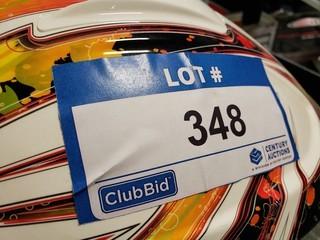 LOT #
348
ClubBid
CENTURY
AUCTIONS